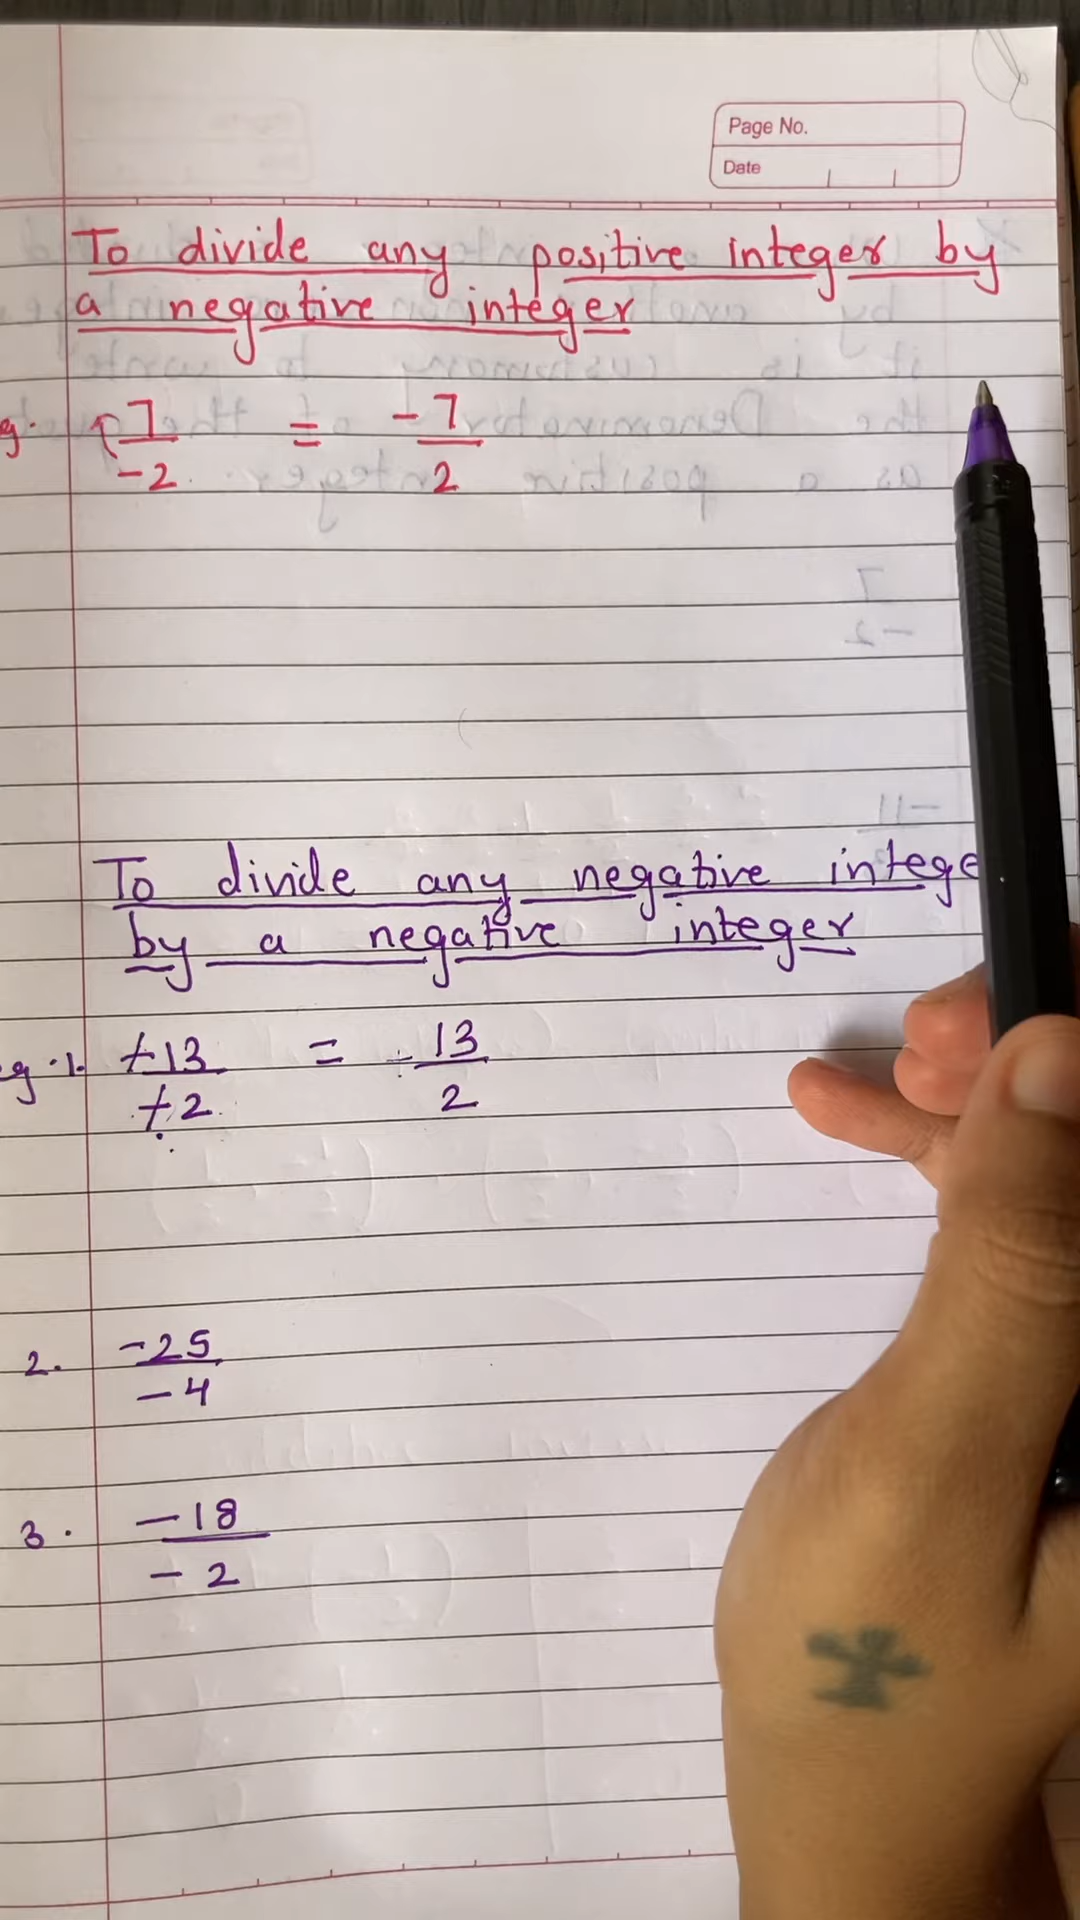 Page No.
Date
To divide any positive integer by
a negative integer
g. 7/-2 = -7/2
To divide any negative intege
by a negative integer
eg.1. -13/-2 = 13/2
2. -25/-4
3. -18/-2